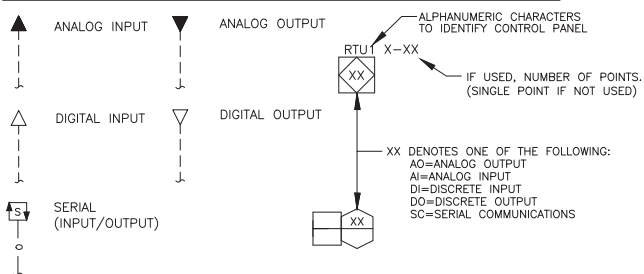 ANALOG INPUT
ANALOG OUTPUT
DIGITAL INPUT
DIGITAL OUTPUT
S
SERIAL
(INPUT/OUTPUT)
ALPHANUMERIC CHARACTERS
TO IDENTIFY CONTROL PANEL
RTU1 X-XX
XX
IF USED, NUMBER OF POINTS.
(SINGLE POINT IF NOT USED)
XX DENOTES ONE OF THE FOLLOWING:
AO=ANALOG OUTPUT
AI=ANALOG INPUT
DI=DISCRETE INPUT
DO=DISCRETE OUTPUT
SC=SERIAL COMMUNICATIONS
XX